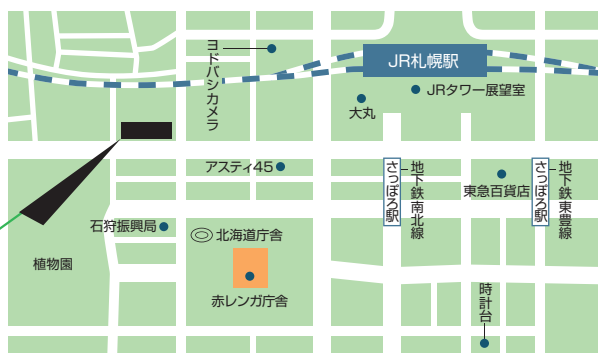 ヨドバシカメラ
JR札幌駅
JRタワー展望室
大丸
アスティ45
さっぽろ駅
地下鉄南北線
東急百貨店
さっぽろ駅
地下鉄東豊線
石狩振興局
北海道庁舎
植物園
赤レンガ庁舎
時計台